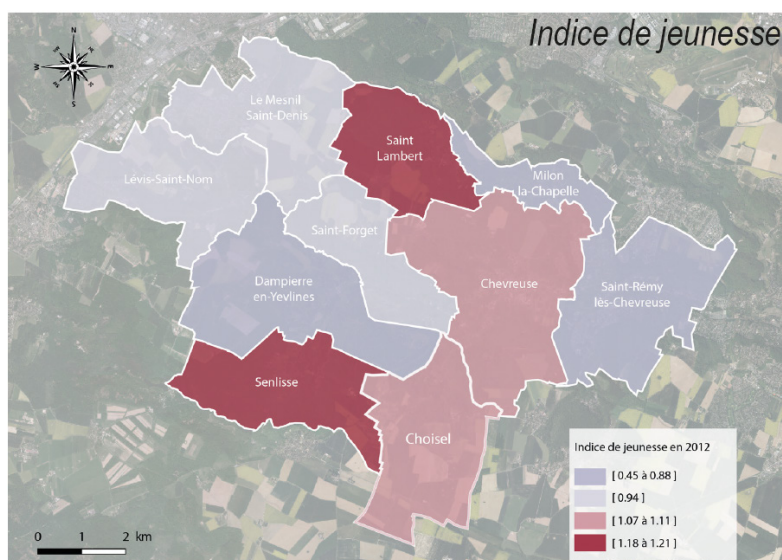 Indice de jeunesse
N
W
E
S
Le Mesnil
Saint-Denis
Saint
Lambert
Milon
la-Chapelle
Lévis-Saint-Nom
Saint-Forget
Chevreuse
Dampierre
en-Yevlines
Saint-Rémy
lès-Chevreuse
Senlisse
Choisel
Indice de jeunesse en 2012
[ 0.45 à 0.88 ]
[ 0.94 ]
[ 1.07 à 1.11 ]
[ 1.18 à 1.21 ]
0 1 2 km